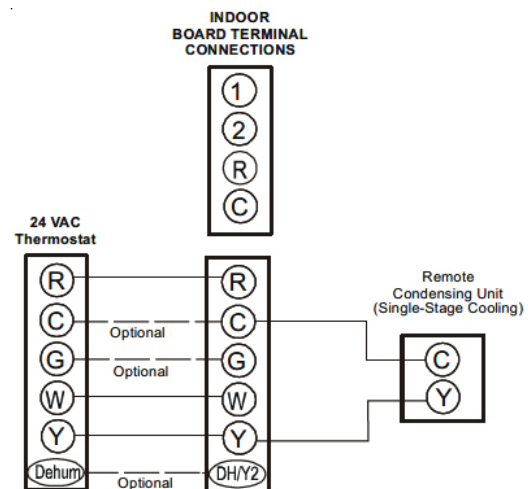 INDOOR
BOARD TERMINAL
CONNECTIONS
1
2
R
C
24 VAC
Thermostat
R
C
G
W
Y
Dehum
Optional
Optional
Optional
R
C
G
W
Y
DH/Y2
Remote
Condensing Unit
(Single-Stage Cooling)
C
Y